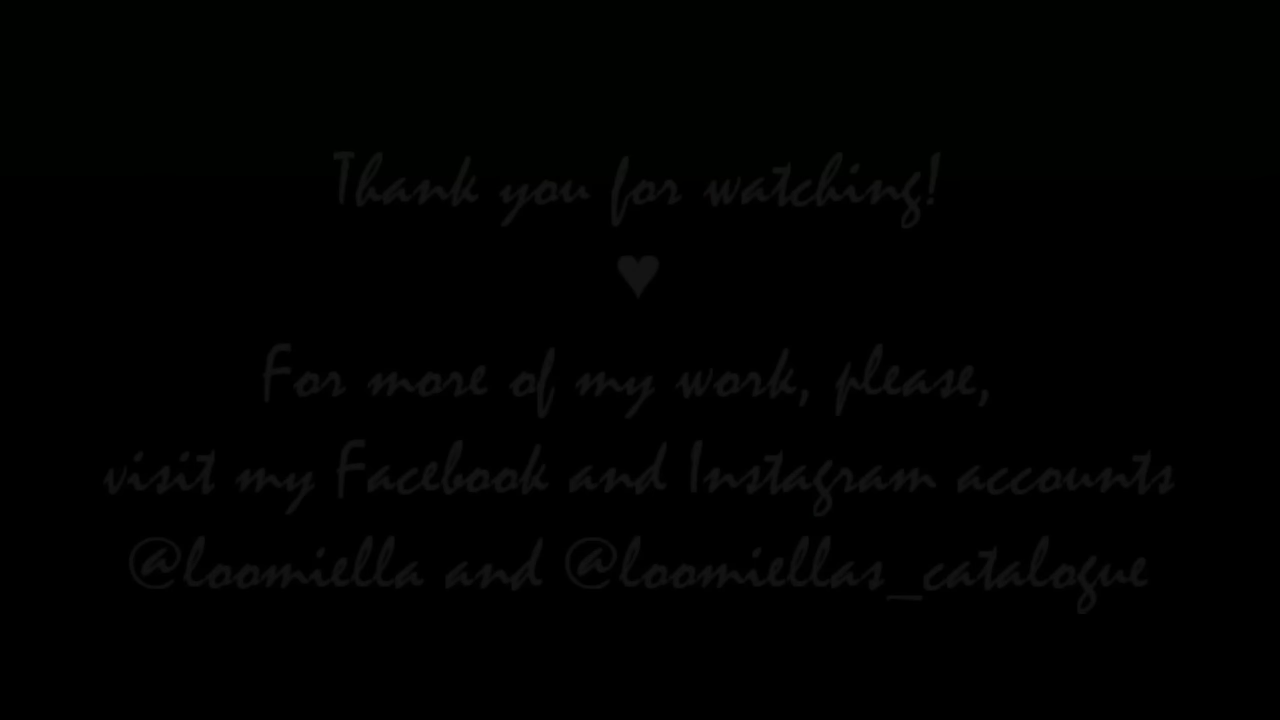 Thank you for watching!
♥
For more of my work, please,
visit my Facebook and Instagram accounts
@loomiella and @loomiellas_catalogue